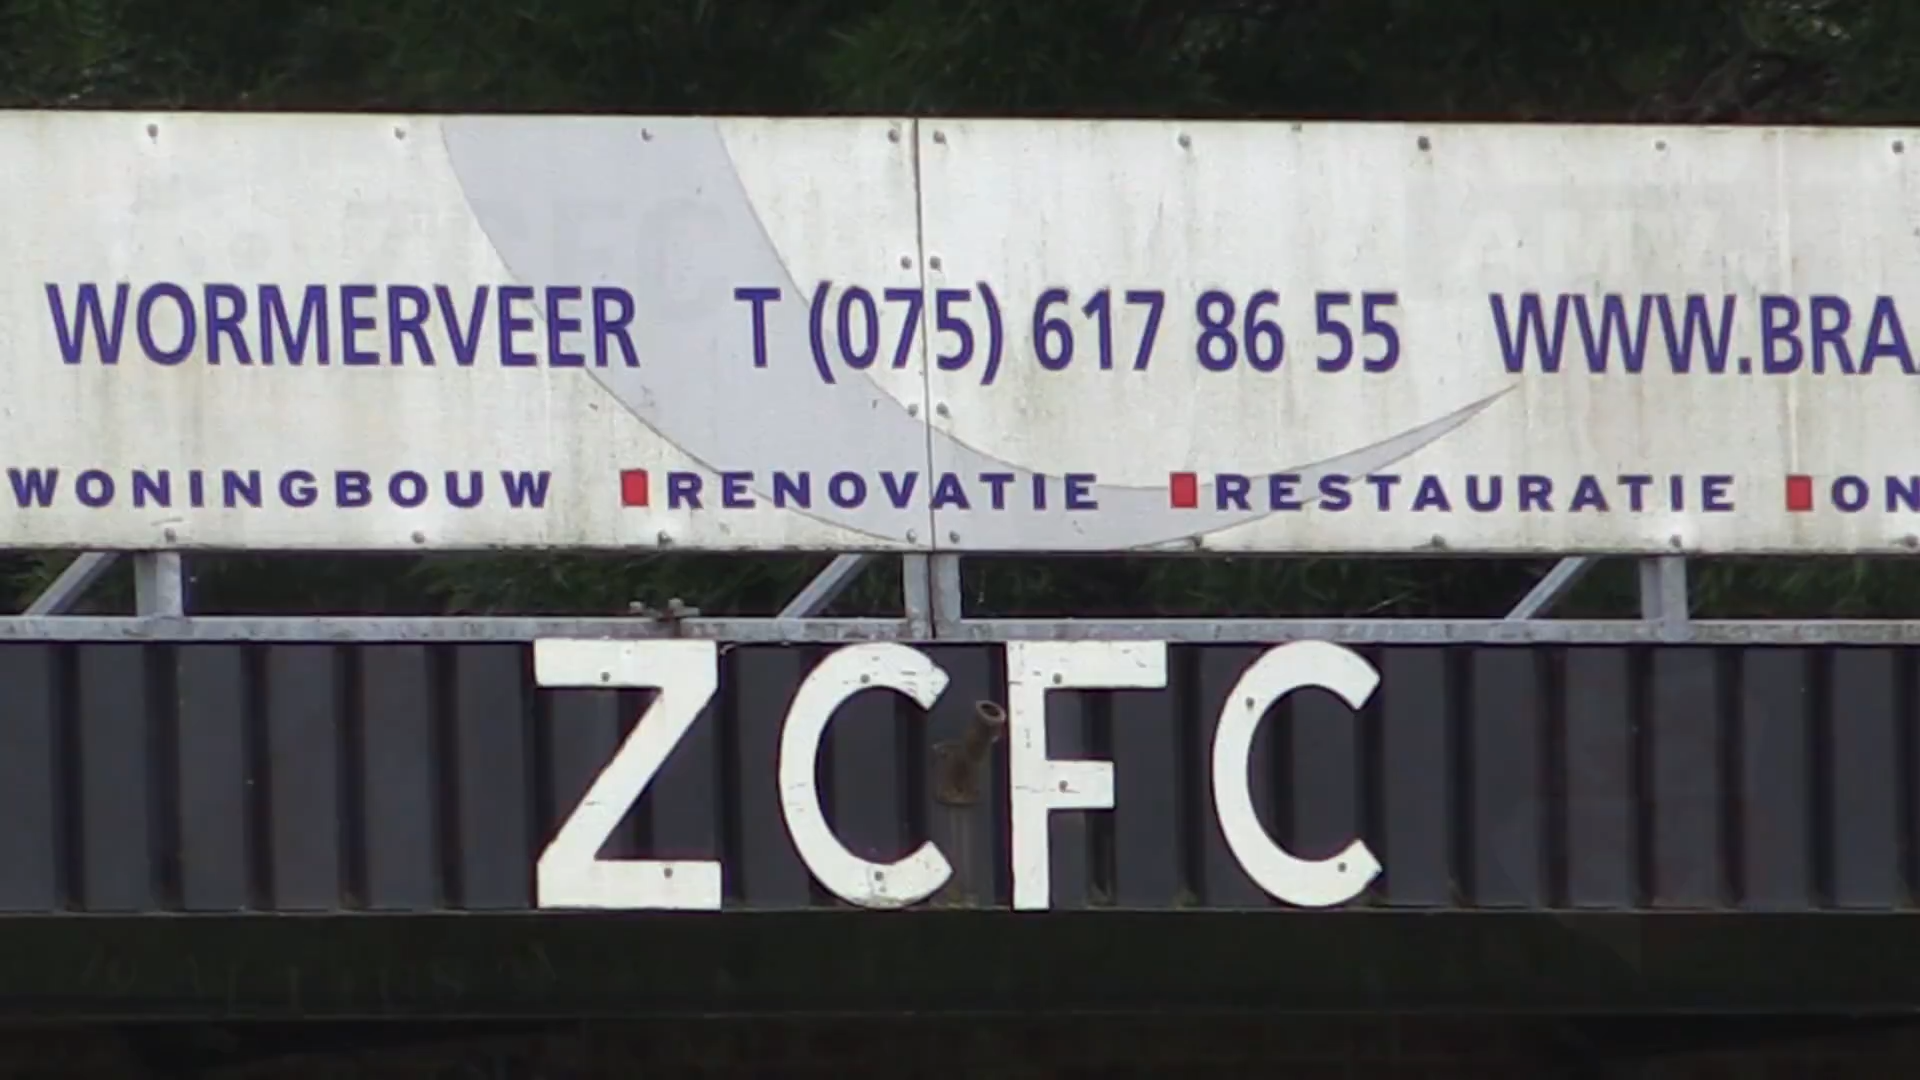 WORMERVEER T (075) 617 86 55 WWW.BRA
WONINGBOUW RENOVATIE RESTAURATIE ON
ZCFC